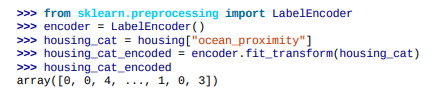 >>> from sklearn.preprocessing import LabelEncoder
>>> encoder = LabelEncoder()
>>> housing_cat = housing["ocean_proximity"]
>>> housing_cat_encoded = encoder.fit_transform(housing_cat)
>>> housing_cat_encoded
array([0, 0, 4, ..., 1, 0, 3])